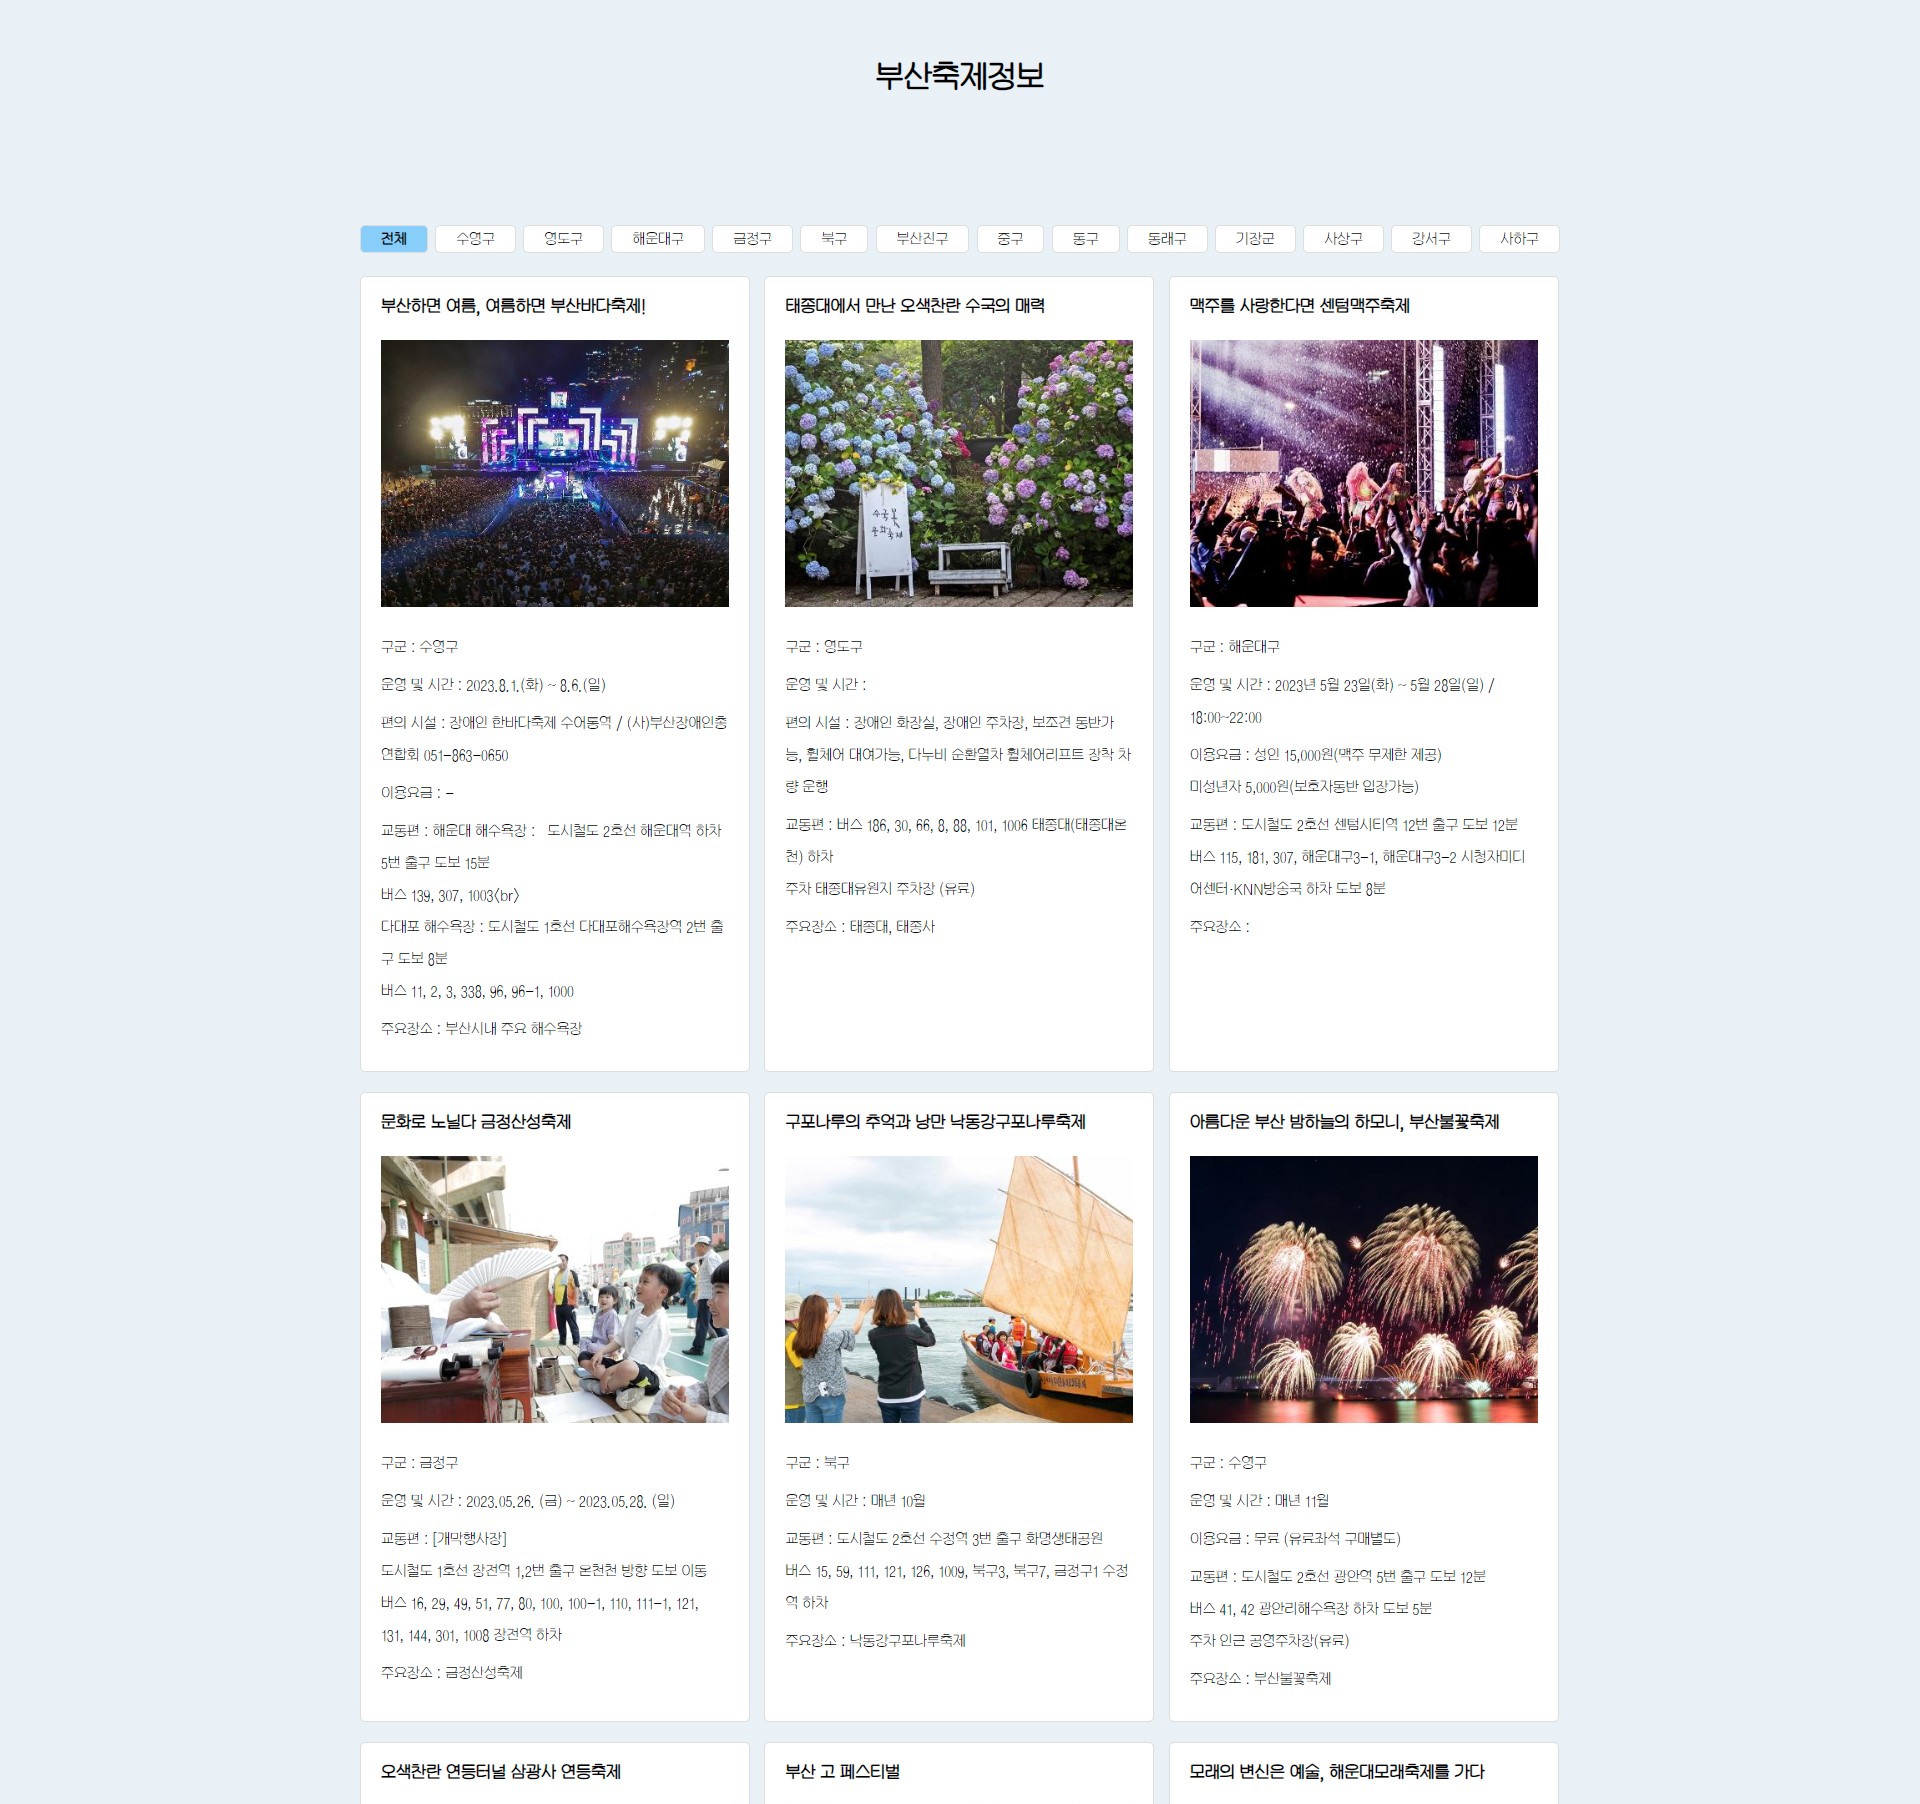 부산축제정보
전체
수영구
영도구
해운대구
금정구
북구
부산진구
중구
동구
동래구
기장군
사상구
강서구
사하구
부산하면 여름, 여름하면 부산바다축제!
구군 : 수영구
운영 및 시간 : 2023.8.1.(화) ~ 8.6.(일)
편의 시설 : 장애인 한바다축제 수어통역 / (사)부산장애인총
연합회 051-863-0650
이용요금 : -
교통편 : 해운대 해수욕장 : 도시철도 2호선 해운대역 하차
5번 출구 도보 15분
버스 139, 307, 1003<br>
다대포 해수욕장 : 도시철도 1호선 다대포해수욕장역 2번 출
구 도보 8분
버스 11, 2, 3, 338, 96, 96-1, 1000
주요장소 : 부산시내 주요 해수욕장
태종대에서 만난 오색찬란 수국의 매력
수국
문화축제
구군 : 영도구
운영 및 시간 :
편의 시설 : 장애인 화장실, 장애인 주차장, 보조견 동반가
능, 휠체어 대여가능, 다누비 순환열차 휠체어리프트 장착 차
량 운행
교통편 : 버스 186, 30, 66, 8, 88, 101, 1006 태종대(태종대온
천) 하차
주차 태종대유원지 주차장 (유료)
주요장소 : 태종대, 태종사
맥주를 사랑한다면 센텀맥주축제
구군 : 해운대구
운영 및 시간 : 2023년 5월 23일(화) ~ 5월 28일(일) /
18:00~22:00
이용요금 : 성인 15,000원(맥주 무제한 제공)
미성년자 5,000원(보호자동반 입장가능)
교통편 : 도시철도 2호선 센텀시티역 12번 출구 도보 12분
버스 115, 181, 307, 해운대구3-1, 해운대구3-2 시청자미디
어센터·KNN방송국 하차 도보 8분
주요장소 :
문화로 노닐다 금정산성축제
구군 : 금정구
운영 및 시간 : 2023.05.26. (금) ~ 2023.05.28. (일)
교통편 : [개막행사장]
도시철도 1호선 장전역 1,2번 출구 온천천 방향 도보 이동
버스 16, 29, 49, 51, 77, 80, 100, 100-1, 110, 111-1, 121,
131, 144, 301, 1008 장전역 하차
주요장소 : 금정산성축제
구포나루의 추억과 낭만 낙동강구포나루축제
구군 : 북구
운영 및 시간 : 매년 10월
교통편 : 도시철도 2호선 수정역 3번 출구 화명생태공원
버스 15, 59, 111, 121, 126, 1009, 북구3, 북구7, 금정구1 수정
역 하차
주요장소 : 낙동강구포나루축제
아름다운 부산 밤하늘의 하모니, 부산불꽃축제
구군 : 수영구
운영 및 시간 : 매년 11월
이용요금 : 무료 (유료좌석 구매별도)
교통편 : 도시철도 2호선 광안역 5번 출구 도보 12분
버스 41, 42 광안리해수욕장 하차 도보 5분
주차 인근 공영주차장(유료)
주요장소 : 부산불꽃축제
오색찬란 연등터널 삼광사 연등축제
부산 고 페스티벌
모래의 변신은 예술, 해운대모래축제를 가다